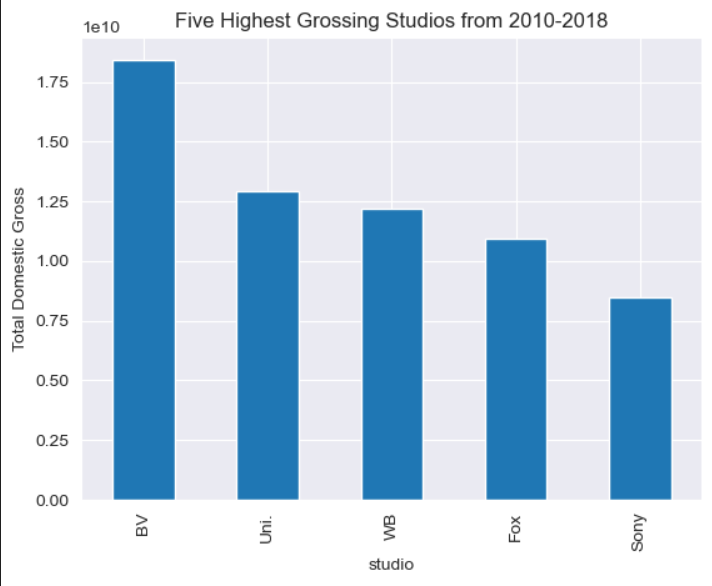 Five Highest Grossing Studios from 2010-2018
1e10
1.75
1.50
1.25
1.00
0.75
0.50
0.25
0.00
Total Domestic Gross
BV
Uni.
WB
Fox
Sony
studio